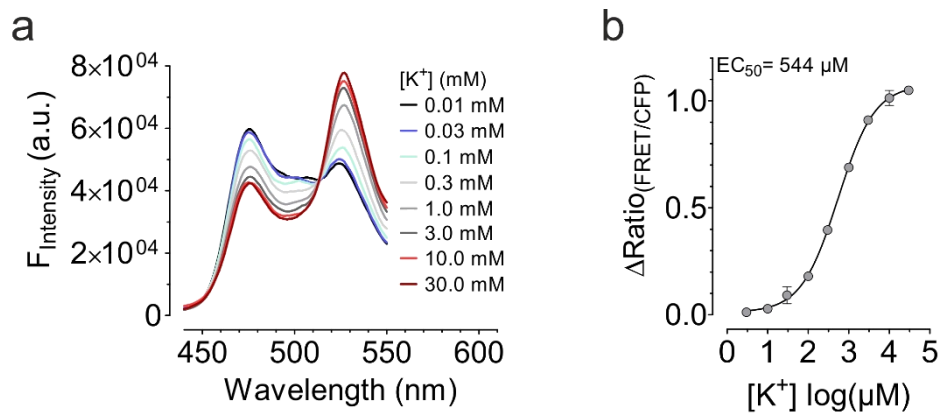 a
8×10⁰⁴
6×10⁰⁴
4×10⁰⁴
2×10⁰⁴
0
F_Intensity (a.u.)
[K⁺] (mM)
0.01 mM
0.03 mM
0.1 mM
0.3 mM
1.0 mM
3.0 mM
10.0 mM
30.0 mM
450 500 550 600
Wavelength (nm)
b
EC₅₀= 544 µM
1.0
0.5
0.0
ΔRatio(FRET/CFP)
0 1 2 3 4 5
[K⁺] log(µM)